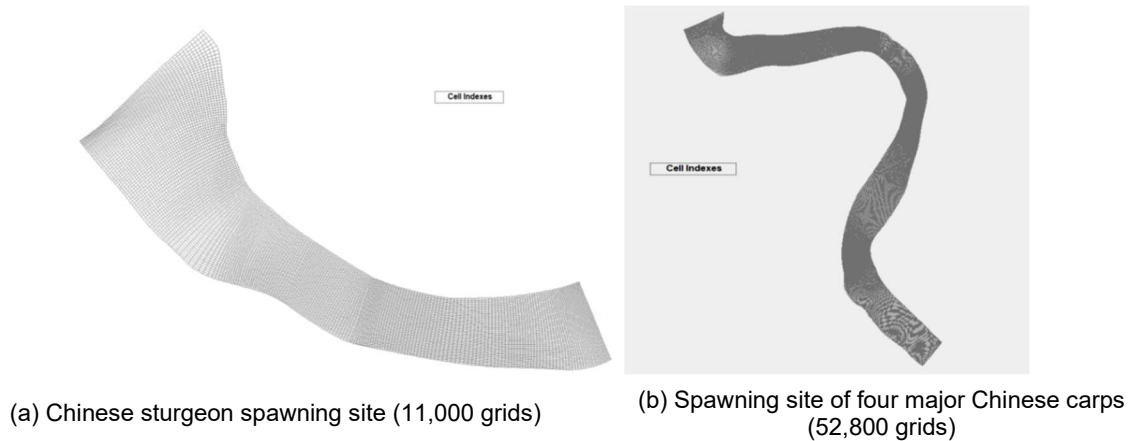 Cell Indexes
(a) Chinese sturgeon spawning site (11,000 grids)
Cell Indexes
(b) Spawning site of four major Chinese carps
(52,800 grids)